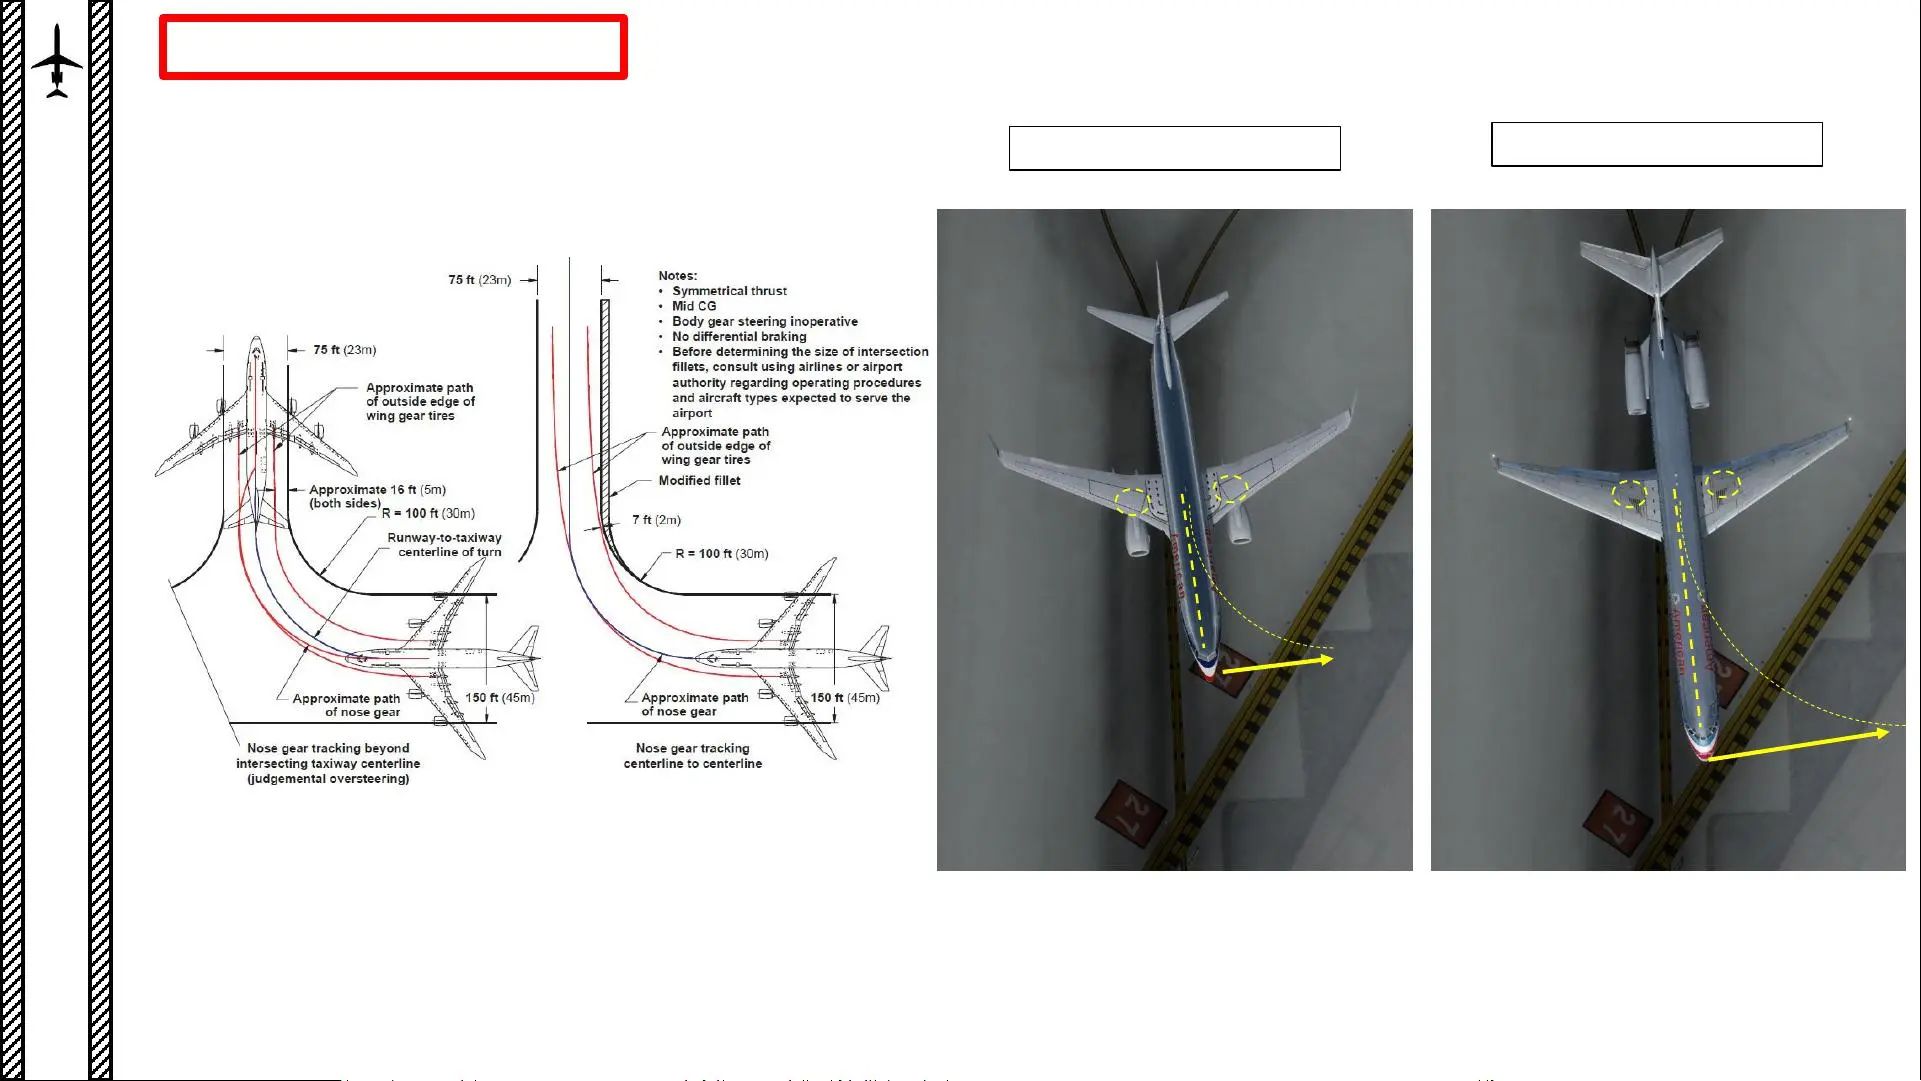 75 ft (23m)
Approximate path
of outside edge of
wing gear tires
Approximate 16 ft (5m)
(both sides)
R = 100 ft (30m)
Runway-to-taxiway
centerline of turn
Approximate path
of nose gear
150 ft (45m)
Nose gear tracking beyond
intersecting taxiway centerline
(judgemental oversteering)
75 ft (23m)
Notes:
• Symmetrical thrust
• Mid CG
• Body gear steering inoperative
• No differential braking
• Before determining the size of intersection
fillets, consult using airlines or airport
authority regarding operating procedures
and aircraft types expected to serve the
airport
Approximate path
of outside edge of
wing gear tires
Modified fillet
7 ft (2m)
R = 100 ft (30m)
Approximate path
of nose gear
150 ft (45m)
Nose gear tracking
centerline to centerline
American
2
27
American
American
2
27